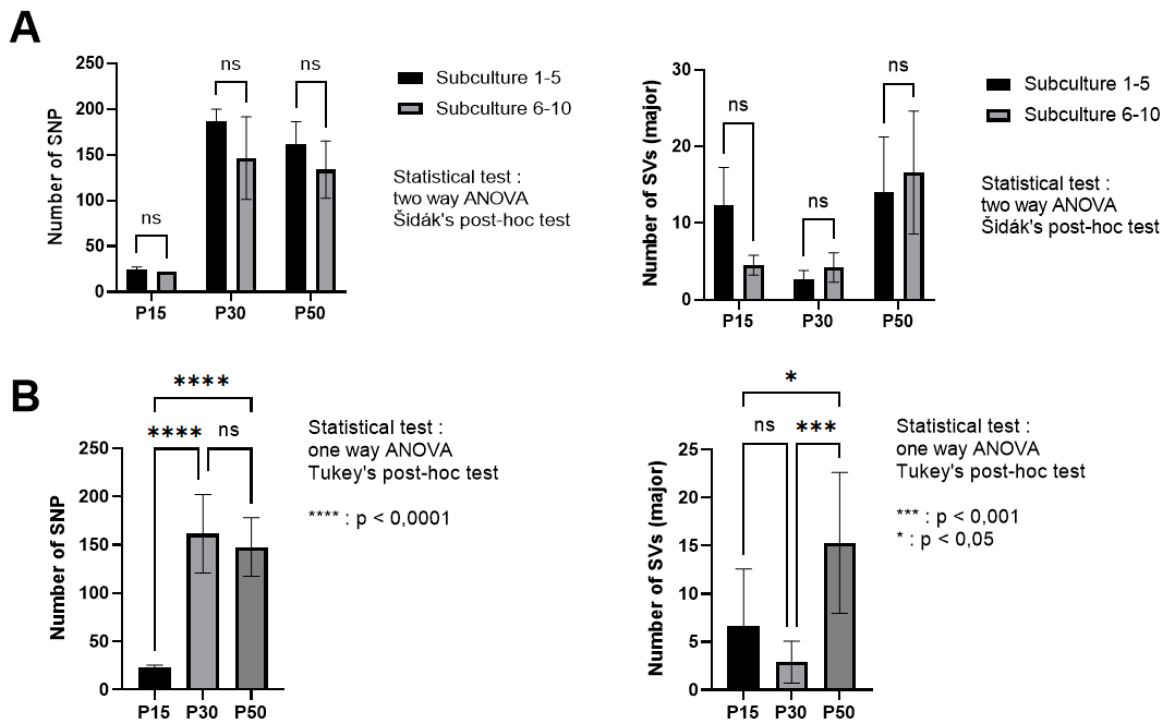 A
Number of SNP
250
200
150
100
50
0
ns
ns
ns
P15
P30
P50
Subculture 1-5
Subculture 6-10
Statistical test :
two way ANOVA
Šidák's post-hoc test
Number of SVs (major)
30
20
10
0
ns
ns
ns
P15
P30
P50
Subculture 1-5
Subculture 6-10
Statistical test :
two way ANOVA
Šidák's post-hoc test
B
Number of SNP
250
200
150
100
50
0
****
****
ns
P15
P30
P50
Statistical test :
one way ANOVA
Tukey's post-hoc test
**** : p < 0,0001
Number of SVs (major)
25
20
15
10
5
0
*
ns
***
P15
P30
P50
Statistical test :
one way ANOVA
Tukey's post-hoc test
*** : p < 0,001
* : p < 0,05